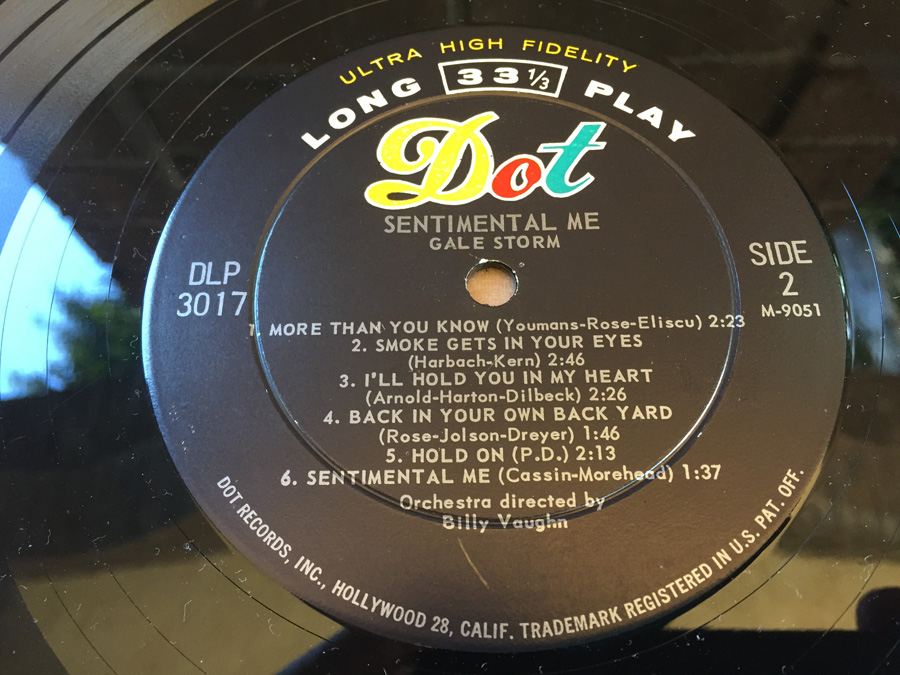 ULTRA HIGH FIDELITY
LONG 33 1/3 PLAY
Dot
SENTIMENTAL ME
GALE STORM
DLP
3017
SIDE
2
M-9051
1. MORE THAN YOU KNOW (Youmans-Rose-Eliscu) 2:23
2. SMOKE GETS IN YOUR EYES
(Harbach-Kern) 2:46
3. I'LL HOLD YOU IN MY HEART
(Arnold-Harton-Dilbeck) 2:26
4. BACK IN YOUR OWN BACK YARD
(Rose-Jolson-Dreyer) 1:46
5. HOLD ON (P.D.) 2:13
6. SENTIMENTAL ME (Cassin-Morehead) 1:37
Orchestra directed by
Billy Vaughn
DOT RECORDS, INC., HOLLYWOOD 28, CALIF. TRADEMARK REGISTERED IN U.S. PAT. OFF.